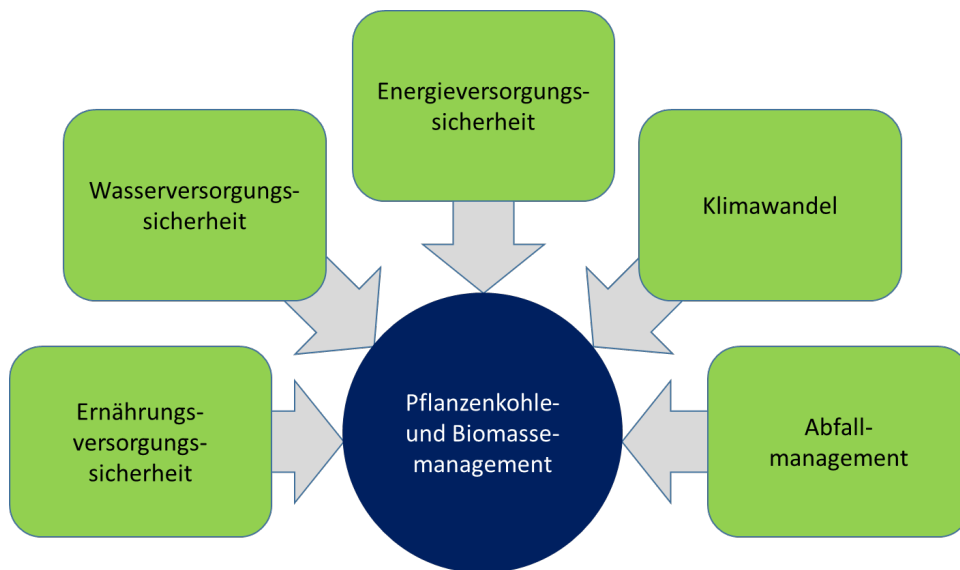 Energieversorgungs-
sicherheit
Wasserversorgungs-
sicherheit
Klimawandel
Ernährungs-
versorgungs-
sicherheit
Pflanzenkohle-
und Biomasse-
management
Abfall-
management